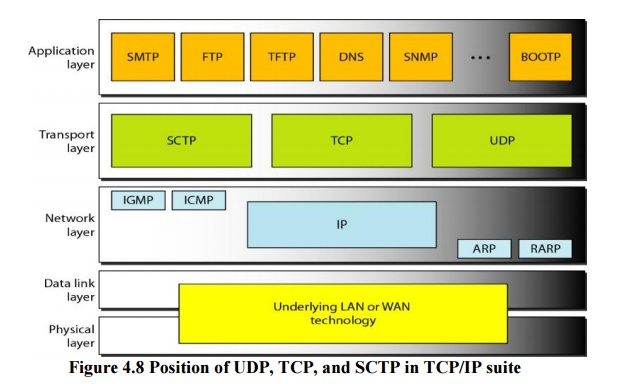 Application
layer
SMTP
FTP
TFTP
DNS
SNMP
...
BOOTP
Transport
layer
SCTP
TCP
UDP
Network
layer
IGMP
ICMP
IP
ARP
RARP
Data link
layer
Underlying LAN or WAN
technology
Physical
layer
Figure 4.8 Position of UDP, TCP, and SCTP in TCP/IP suite